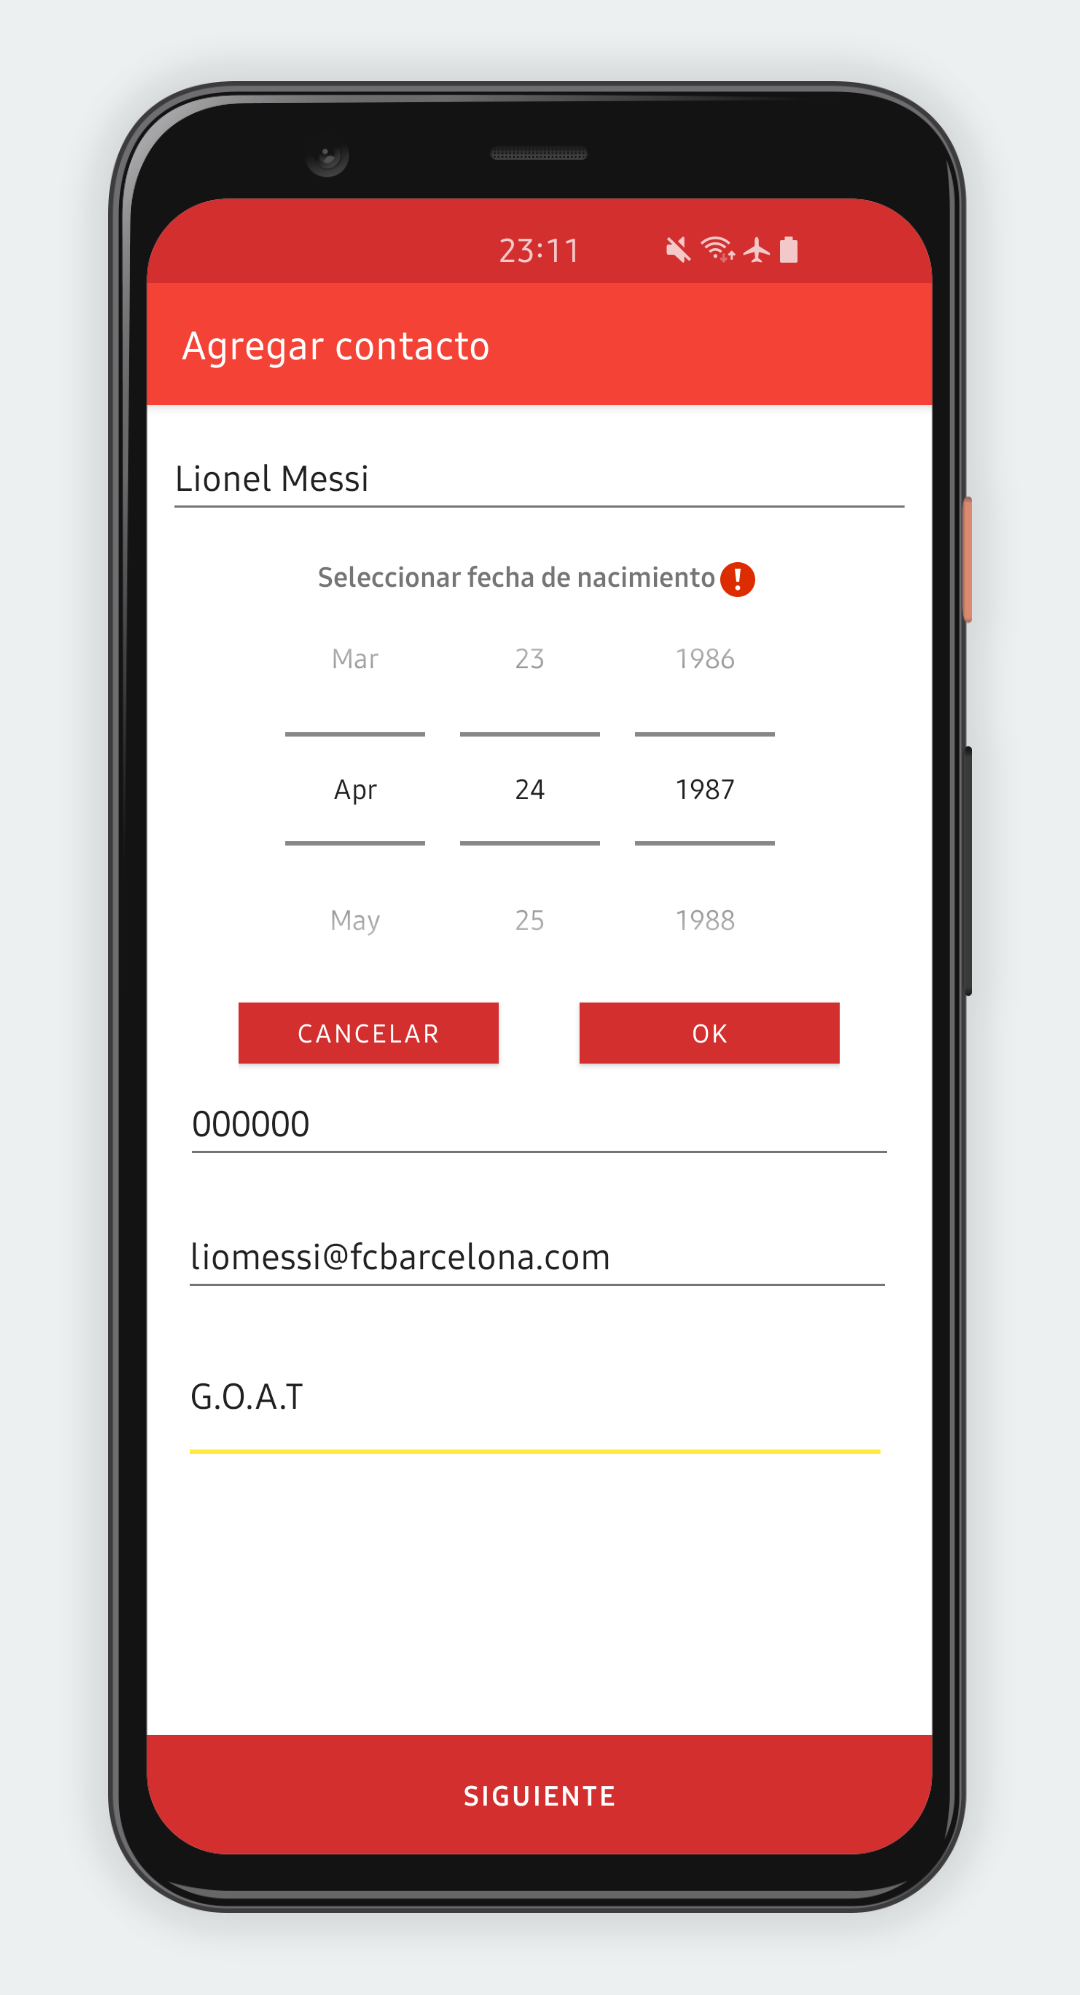 23:11
Agregar contacto
Lionel Messi
Seleccionar fecha de nacimiento
Mar 23 1986
Apr 24 1987
May 25 1988
CANCELAR OK
000000
liomessi@fcbarcelona.com
G.O.A.T
SIGUIENTE